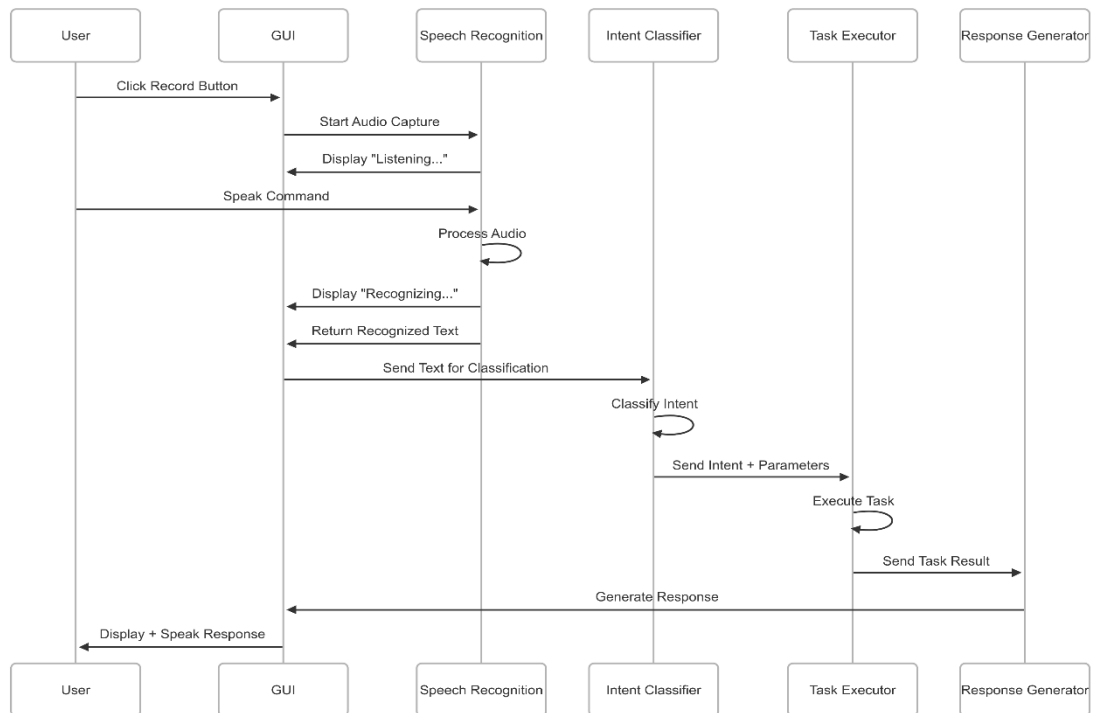 User
GUI
Speech Recognition
Intent Classifier
Task Executor
Response Generator
Click Record Button
Start Audio Capture
Display "Listening..."
Speak Command
Process Audio
Display "Recognizing..."
Return Recognized Text
Send Text for Classification
Classify Intent
Send Intent + Parameters
Execute Task
Send Task Result
Generate Response
Display + Speak Response
User
GUI
Speech Recognition
Intent Classifier
Task Executor
Response Generator